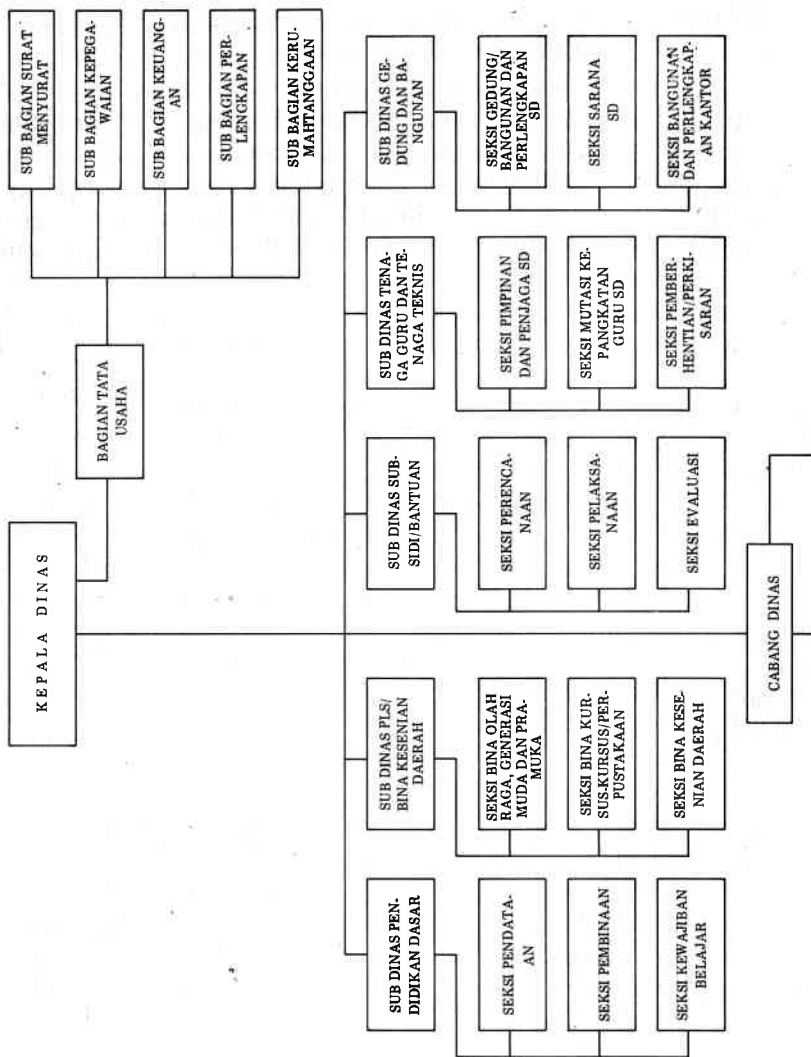 KEPALA DINAS
BAGIAN TATA
USAHA
SUB BAGIAN SURAT
MENYURAT
SUB BAGIAN KEPEGA-
WAIAN
SUB BAGIAN KEUANG-
AN
SUB BAGIAN PER-
LENGKAPAN
SUB BAGIAN KERU-
MAHTANGGAAN
SUB DINAS PEN-
DIDIKAN DASAR
SEKSI PENDATA-
AN
SEKSI PEMBINAAN
SEKSI KEWAJIBAN
BELAJAR
SUB DINAS PLS/
BINA KESENIAN
DAERAH
SEKSI BINA OLAH
RAGA, GENERASI
MUDA DAN PRA-
MUKA
SEKSI BINA KUR-
SUS-KURSUS/PER-
PUSTAKAAN
SEKSI BINA KESE-
NIAN DAERAH
SUB DINAS SUB-
SIDI/BANTUAN
SEKSI PERENCA-
NAAN
SEKSI PELAKSA-
NAAN
SEKSI EVALUASI
SUB DINAS TENA-
GA GURU DAN TE-
NAGA TEKNIS
SEKSI PIMPINAN
DAN PENJAGA SD
SEKSI MUTASI KE-
PANGKATAN
GURU SD
SEKSI PEMBER-
HENTIAN/PERKI-
SARAN
SUB DINAS GE-
DUNG DAN BA-
NGUNAN
SEKSI GEDUNG/
BANGUNAN DAN
PERLENGKAPAN
SD
SEKSI SARANA
SD
SEKSI BANGUNAN
DAN PERLENGKAP-
AN KANTOR
CABANG DINAS